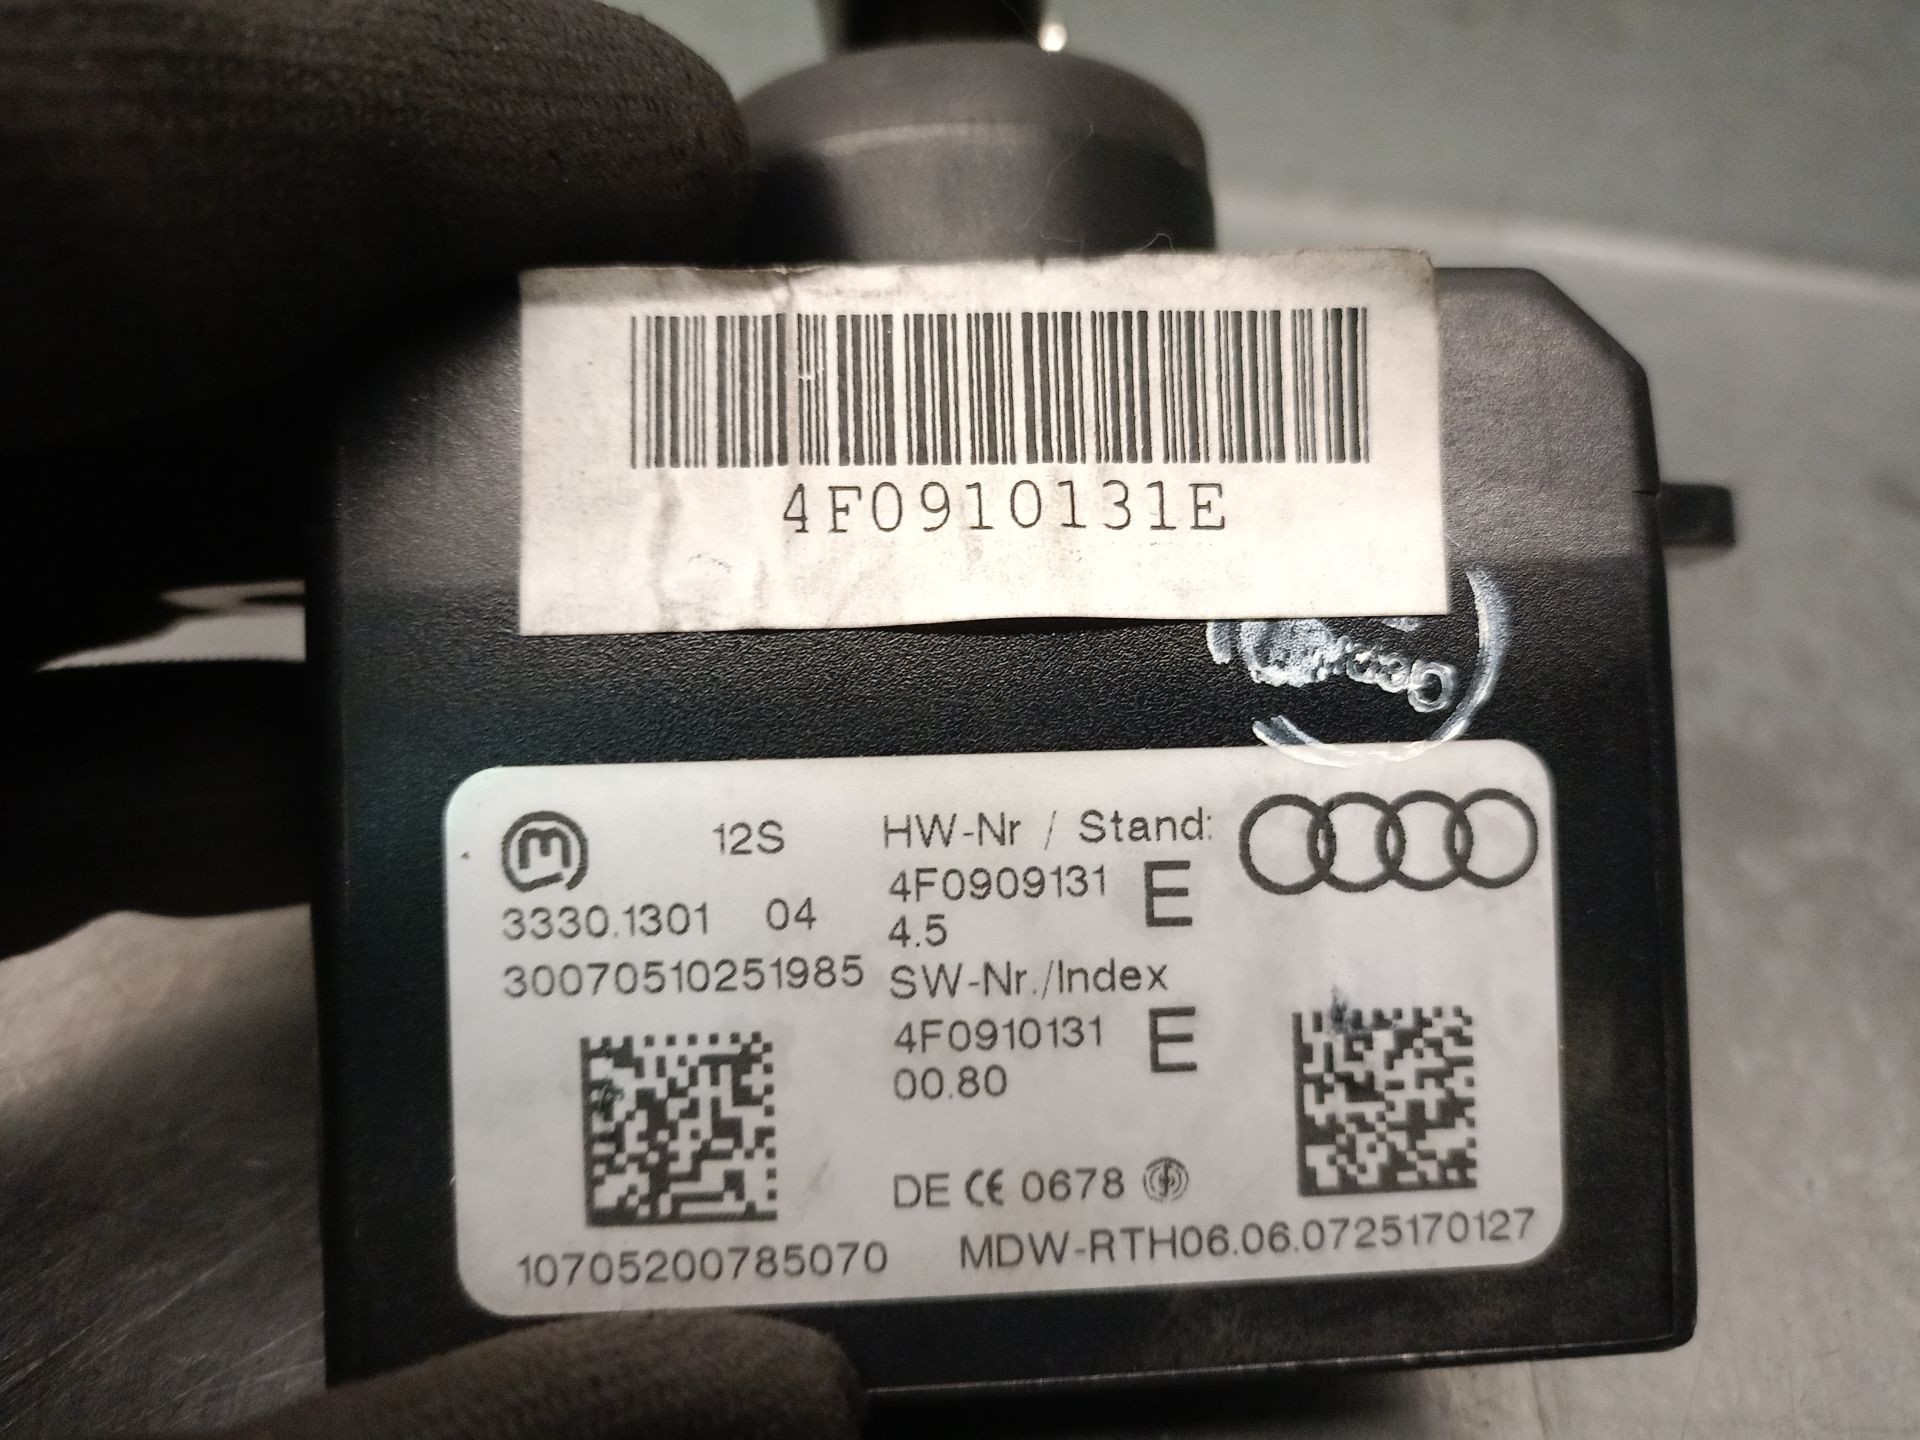 4F0910131E
12S
3330.1301 04
30070510251985
HW-Nr / Stand:
4F0909131 E
4.5
SW-Nr./Index
4F0910131 E
00.80
DE CE 0678
10705200785070
MDW-RTH06.06.0725170127